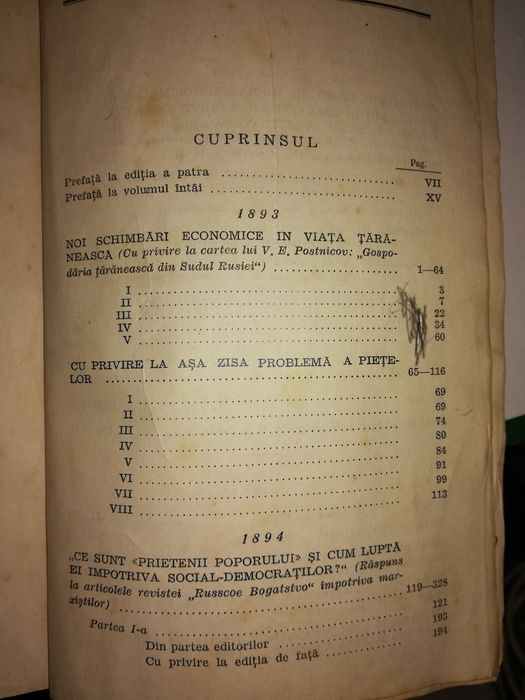 CUPRINSUL
Pag.
Prefață la ediția a patra .......... VII
Prefață la volumul întâi .......... XV
1893
NOI SCHIMBĂRI ECONOMICE IN VIAȚA ȚĂRĂ-
NEASCĂ (Cu privire la cartea lui V. E. Postnicov: „Gospo-
dăria țărănească din Sudul Rusiei“) .......... 1—64
I .......... 3
II .......... 7
III .......... 22
IV .......... 34
V .......... 60
CU PRIVIRE LA AȘA ZISA PROBLEMĂ A PIEȚE-
LOR .......... 65—116
I .......... 69
II .......... 69
III .......... 74
IV .......... 80
V .......... 84
VI .......... 91
VII .......... 99
VIII .......... 113
1894
„CE SUNT «PRIETENII POPORULUI» ȘI CUM LUPTĂ
EI IMPOTRIVA SOCIAL-DEMOCRAȚILOR?“ (Răspuns
la articolele revistei „Russcoe Bogatstvo“ împotriva mar-
xiștilor) .......... 119—328
Partea I-a .......... 121
Din partea editorilor .......... 193
Cu privire la ediția de față .......... 194